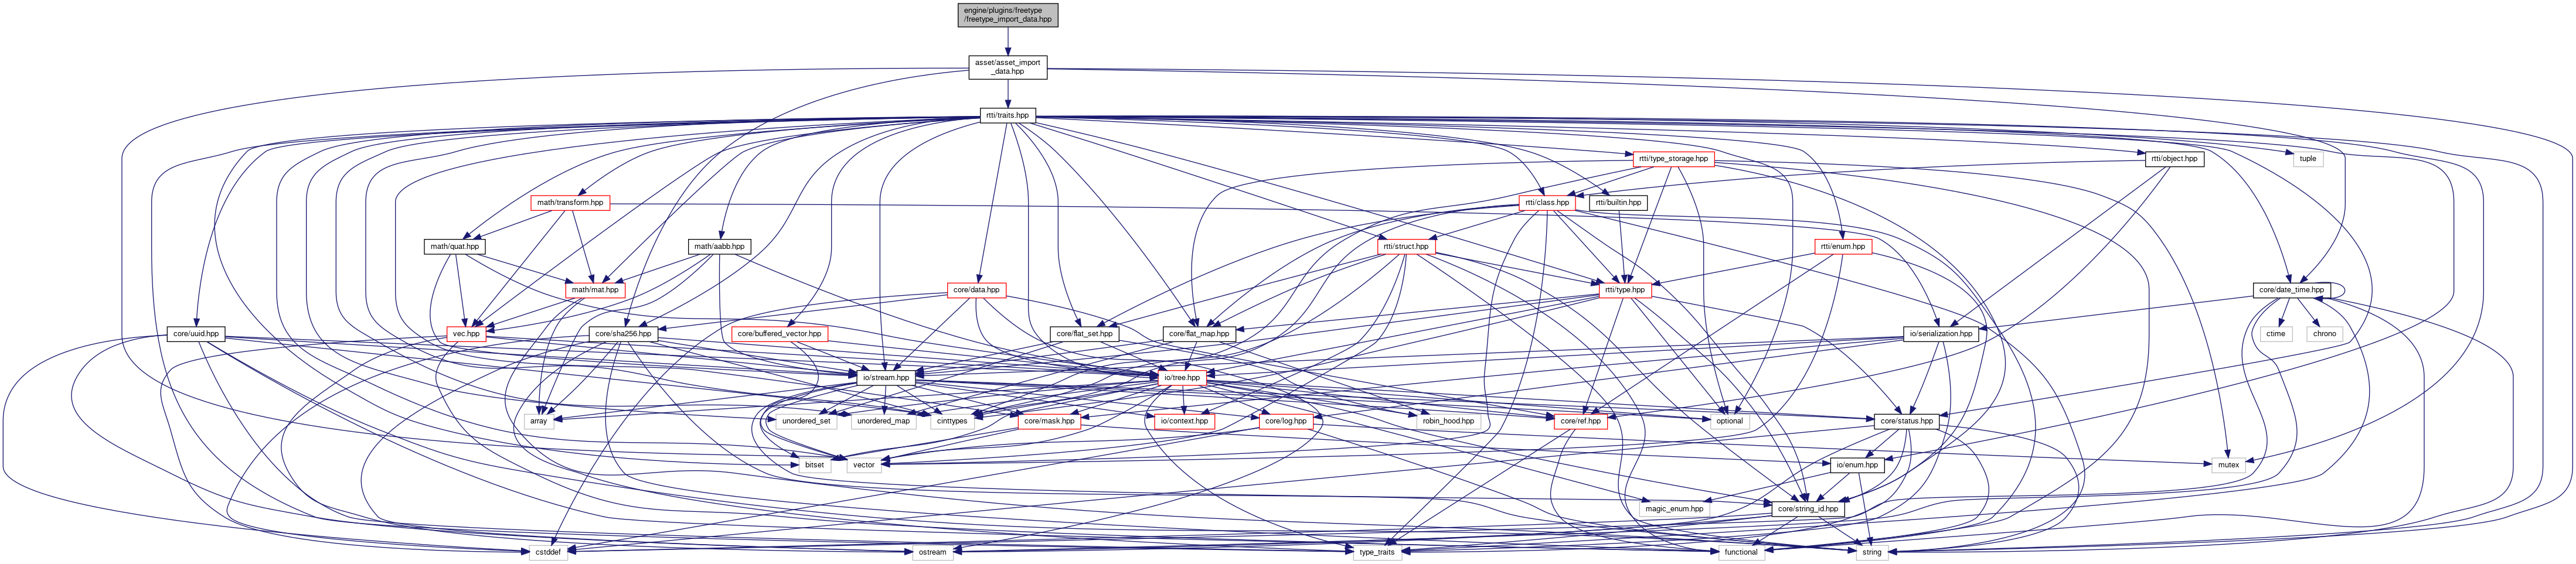 engine/plugins/freetype
/freetype_import_data.hpp
asset/asset_import
_data.hpp
rtti/traits.hpp
rtti/type_storage.hpp
rtti/object.hpp
tuple
math/transform.hpp
rtti/class.hpp
rtti/builtin.hpp
math/quat.hpp
math/aabb.hpp
rtti/struct.hpp
rtti/enum.hpp
math/mat.hpp
core/data.hpp
rtti/type.hpp
core/date_time.hpp
core/uuid.hpp
vec.hpp
core/sha256.hpp
core/buffered_vector.hpp
core/flat_set.hpp
core/flat_map.hpp
io/serialization.hpp
ctime
chrono
io/stream.hpp
io/tree.hpp
array
unordered_set
unordered_map
cinttypes
core/mask.hpp
io/context.hpp
core/log.hpp
robin_hood.hpp
core/ref.hpp
optional
core/status.hpp
bitset
vector
io/enum.hpp
mutex
magic_enum.hpp
core/string_id.hpp
cstddef
ostream
type_traits
functional
string